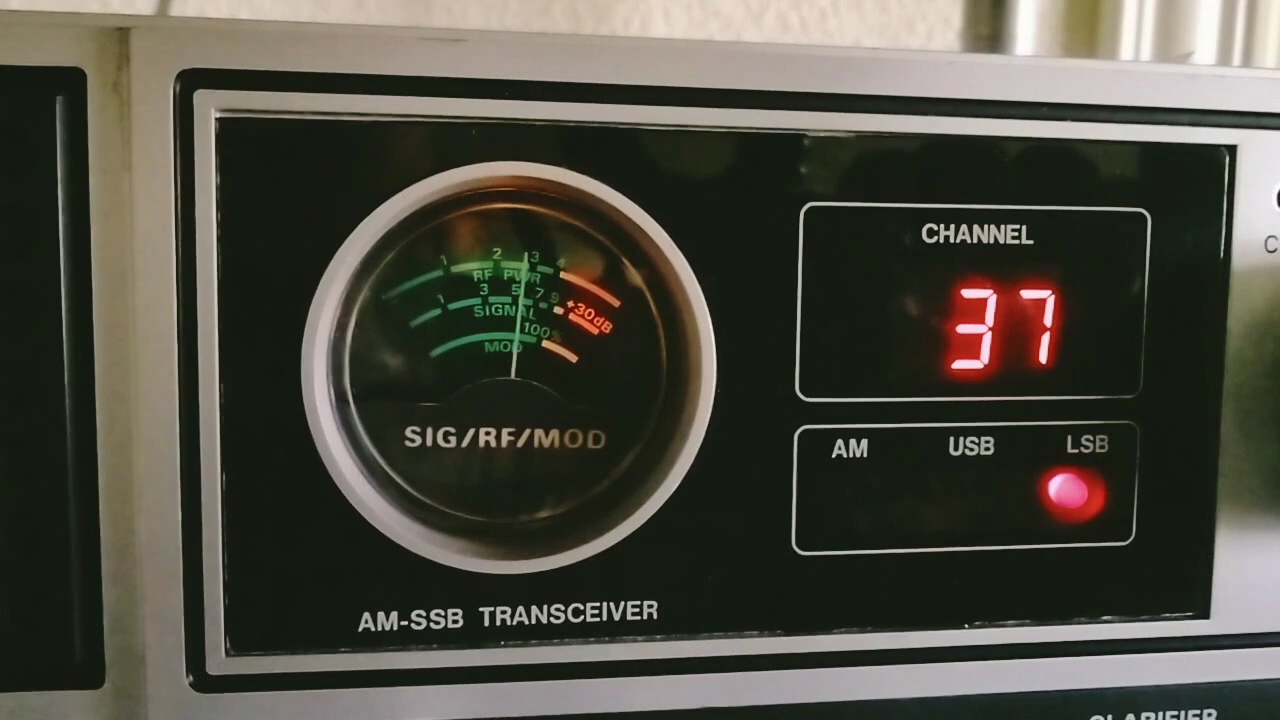 1 2 3 4
RF PWR
1 3 5 7 9 +30dB
SIGNAL
100%
MOD
SIG/RF/MOD
AM-SSB TRANSCEIVER
CHANNEL
37
AM USB LSB
C
CLARIFIER